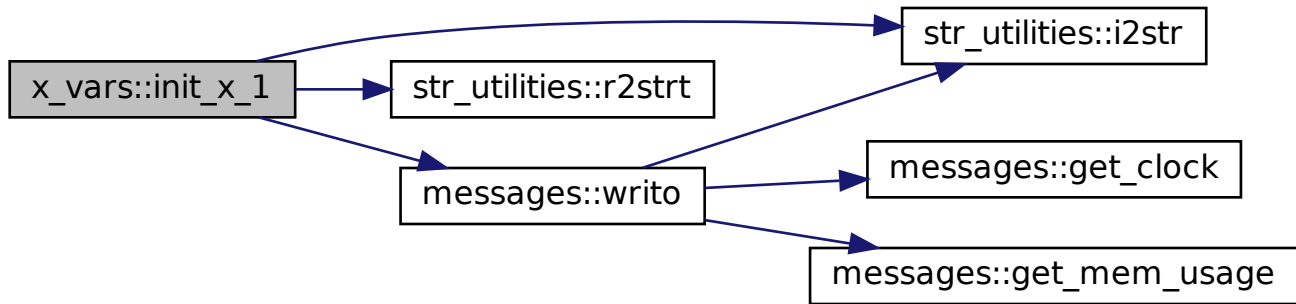 x_vars::init_x_1
str_utilities::i2str
str_utilities::r2strt
messages::writo
messages::get_clock
messages::get_mem_usage